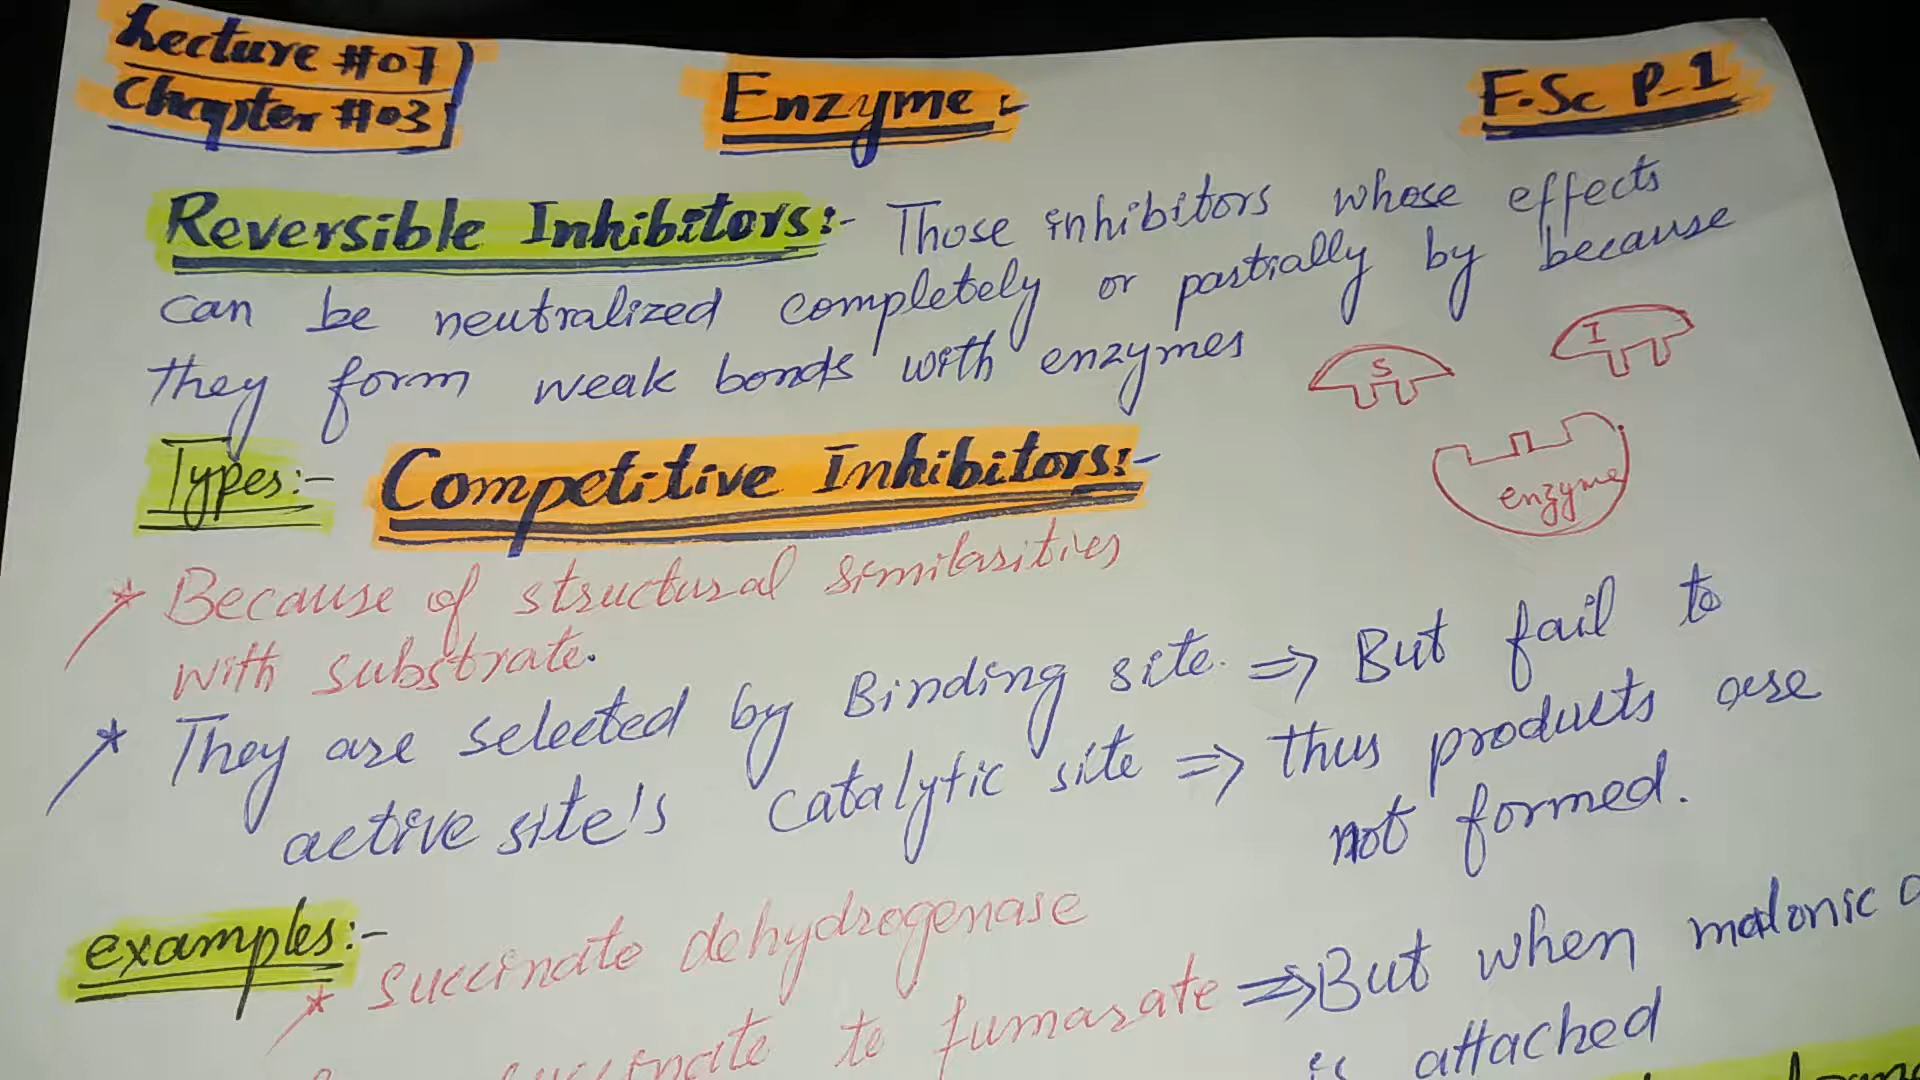 Lecture #07
Chapter #03
Enzyme:-
F.Sc P-1
Reversible Inhibitors:- Those inhibitors whose effects
can be neutralized completely or partially by because
they form weak bonds with enzymes
S
I
enzyme
Types:- Competitive Inhibitors:-
* Because of structural similarities
with substrate.
* They are selected by Binding site. ⇒ But fail to
active site's catalytic site ⇒ thus products are
not formed.
examples:-
* succinate dehydrogenase
succinate to fumarate ⇒ But when malonic
is attached